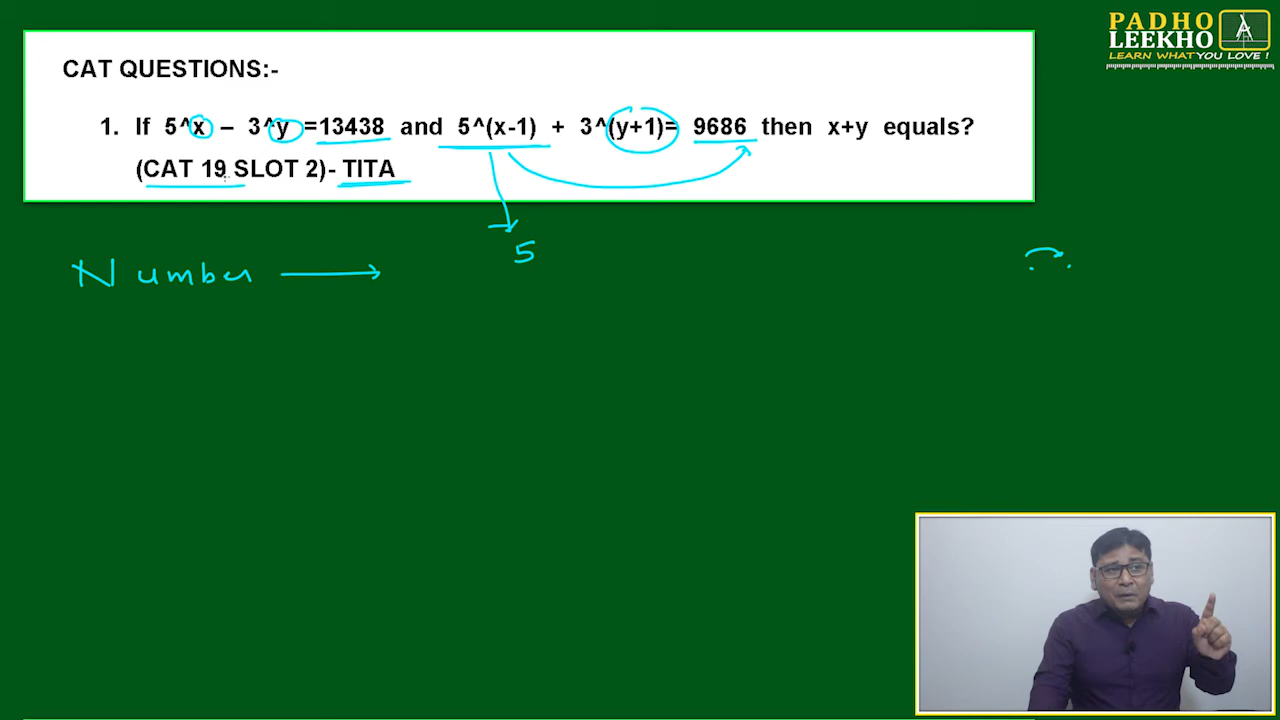 PADHO
LEEKHO
LEARN WHAT YOU LOVE !
CAT QUESTIONS:-
1. If 5^x – 3^y =13438 and 5^(x-1) + 3^(y+1)= 9686 then x+y equals?
(CAT 19 SLOT 2)- TITA
5
Number